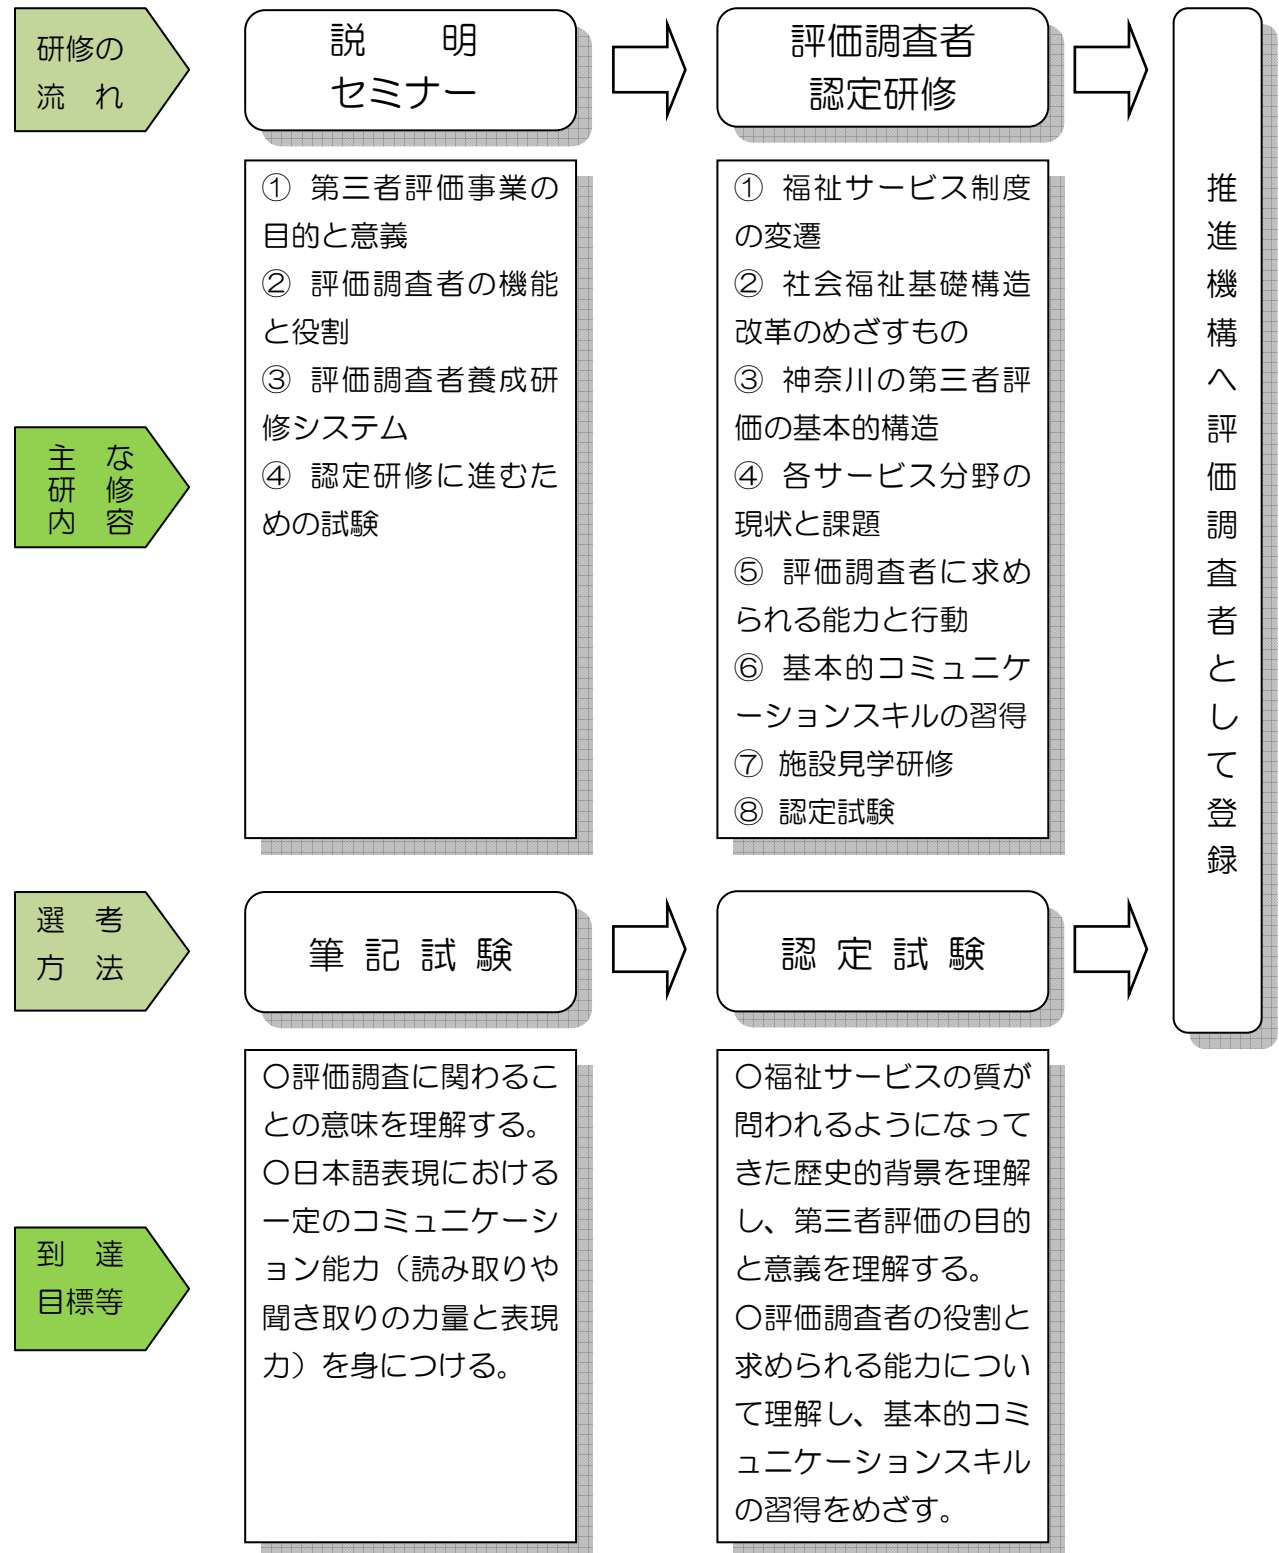 研修の
流 れ
説 明
セミナー
評価調査者
認定研修
推進機構へ評価調査者として登録
主 な
研 修
内 容
① 第三者評価事業の
目的と意義
② 評価調査者の機能
と役割
③ 評価調査者養成研
修システム
④ 認定研修に進むた
めの試験
① 福祉サービス制度
の変遷
② 社会福祉基礎構造
改革のめざすもの
③ 神奈川の第三者評
価の基本的構造
④ 各サービス分野の
現状と課題
⑤ 評価調査者に求め
られる能力と行動
⑥ 基本的コミュニケ
ーションスキルの習得
⑦ 施設見学研修
⑧ 認定試験
選 考
方 法
筆 記 試 験
認 定 試 験
到 達
目標等
○評価調査に関わるこ
との意味を理解する。
○日本語表現における
一定のコミュニケーシ
ョン能力（読み取りや
聞き取りの力量と表現
力）を身につける。
○福祉サービスの質が
問われるようになって
きた歴史的背景を理解
し、第三者評価の目的
と意義を理解する。
○評価調査者の役割と
求められる能力につい
て理解し、基本的コミ
ュニケーションスキル
の習得をめざす。